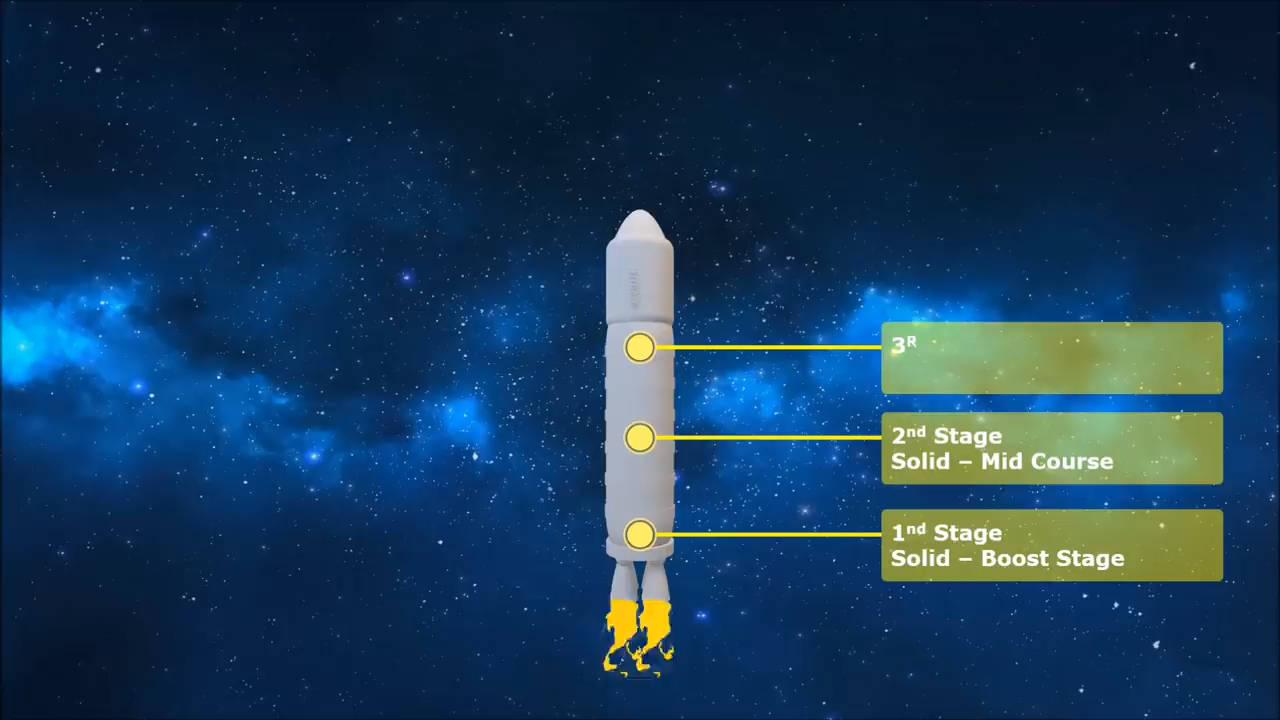 3ᴿ
2ⁿᵈ Stage
Solid – Mid Course
1ⁿᵈ Stage
Solid – Boost Stage